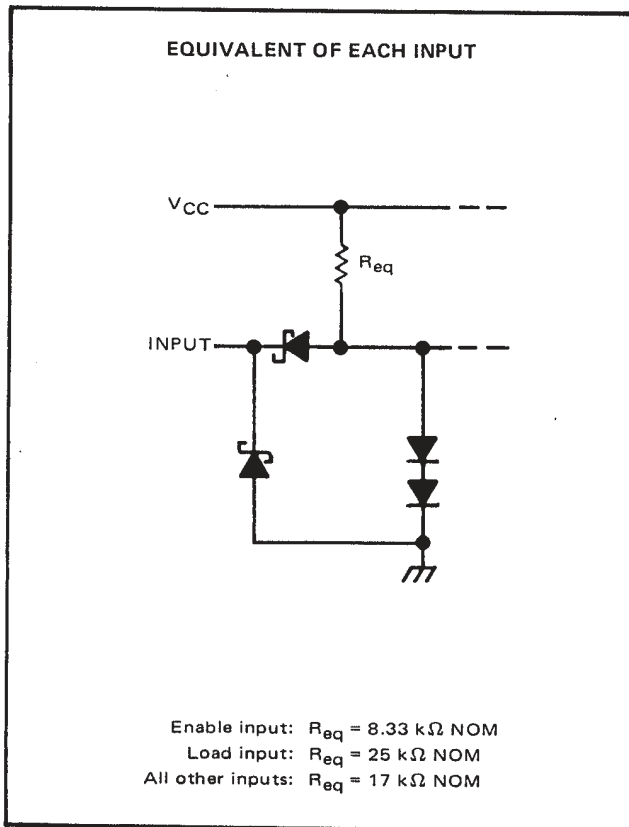 EQUIVALENT OF EACH INPUT
VCC
Req
INPUT
Enable input: Req = 8.33 kΩ NOM
Load input: Req = 25 kΩ NOM
All other inputs: Req = 17 kΩ NOM